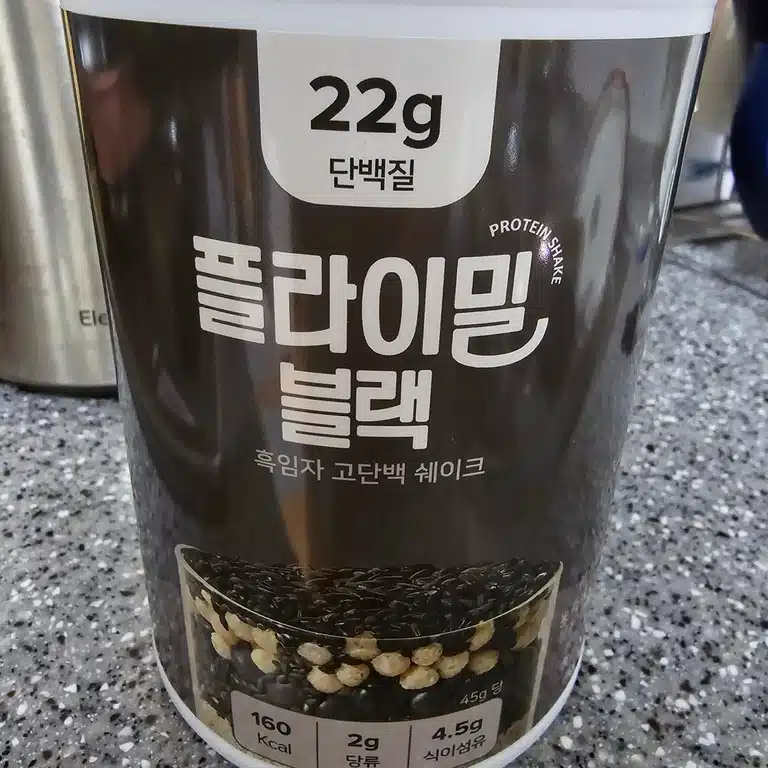 22g
단백질
PROTEIN SHAKE
플라이밀
블랙
흑임자 고단백 쉐이크
45g 당
160
Kcal
2g
당류
4.5g
식이섬유
Ele